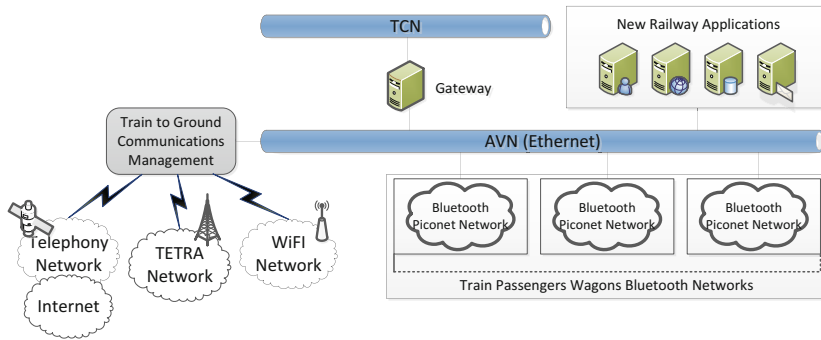 TCN
New Railway Applications
Gateway
Train to Ground
Communications
Management
AVN (Ethernet)
Bluetooth
Piconet Network
Bluetooth
Piconet Network
Bluetooth
Piconet Network
Telephony
Network
TETRA
Network
WiFI
Network
Internet
Train Passengers Wagons Bluetooth Networks